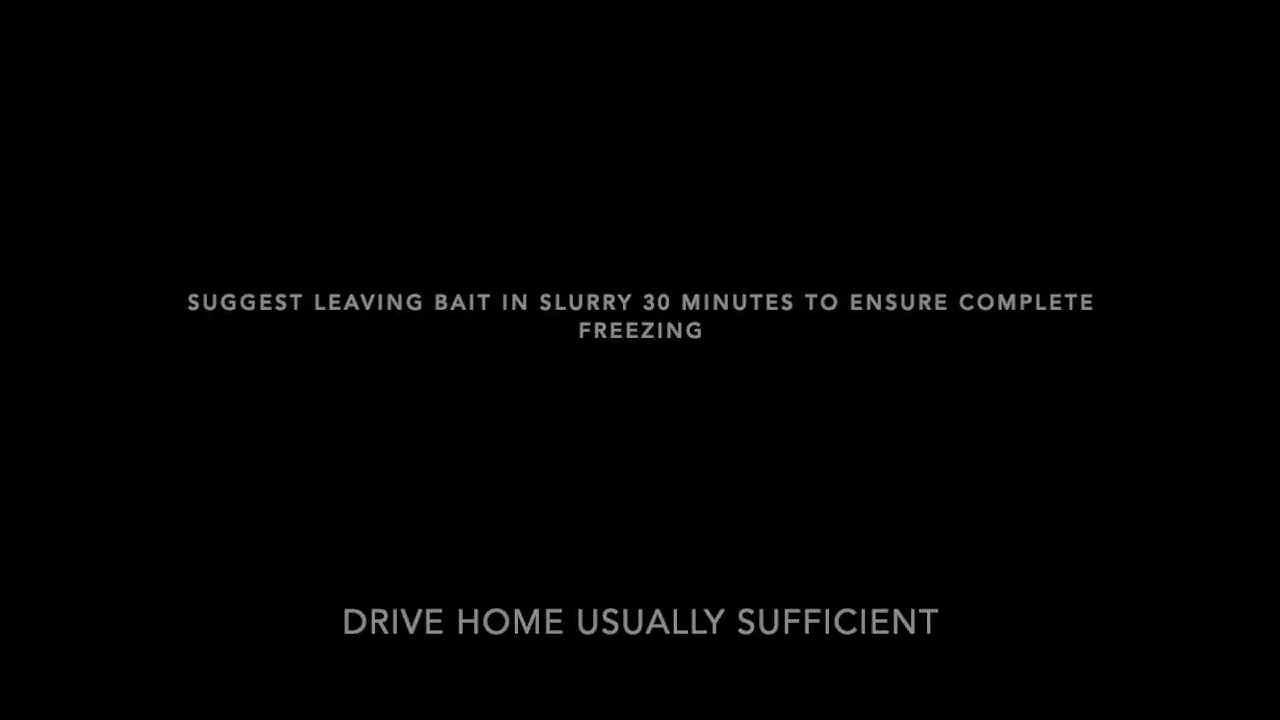 SUGGEST LEAVING BAIT IN SLURRY 30 MINUTES TO ENSURE COMPLETE
FREEZING
DRIVE HOME USUALLY SUFFICIENT